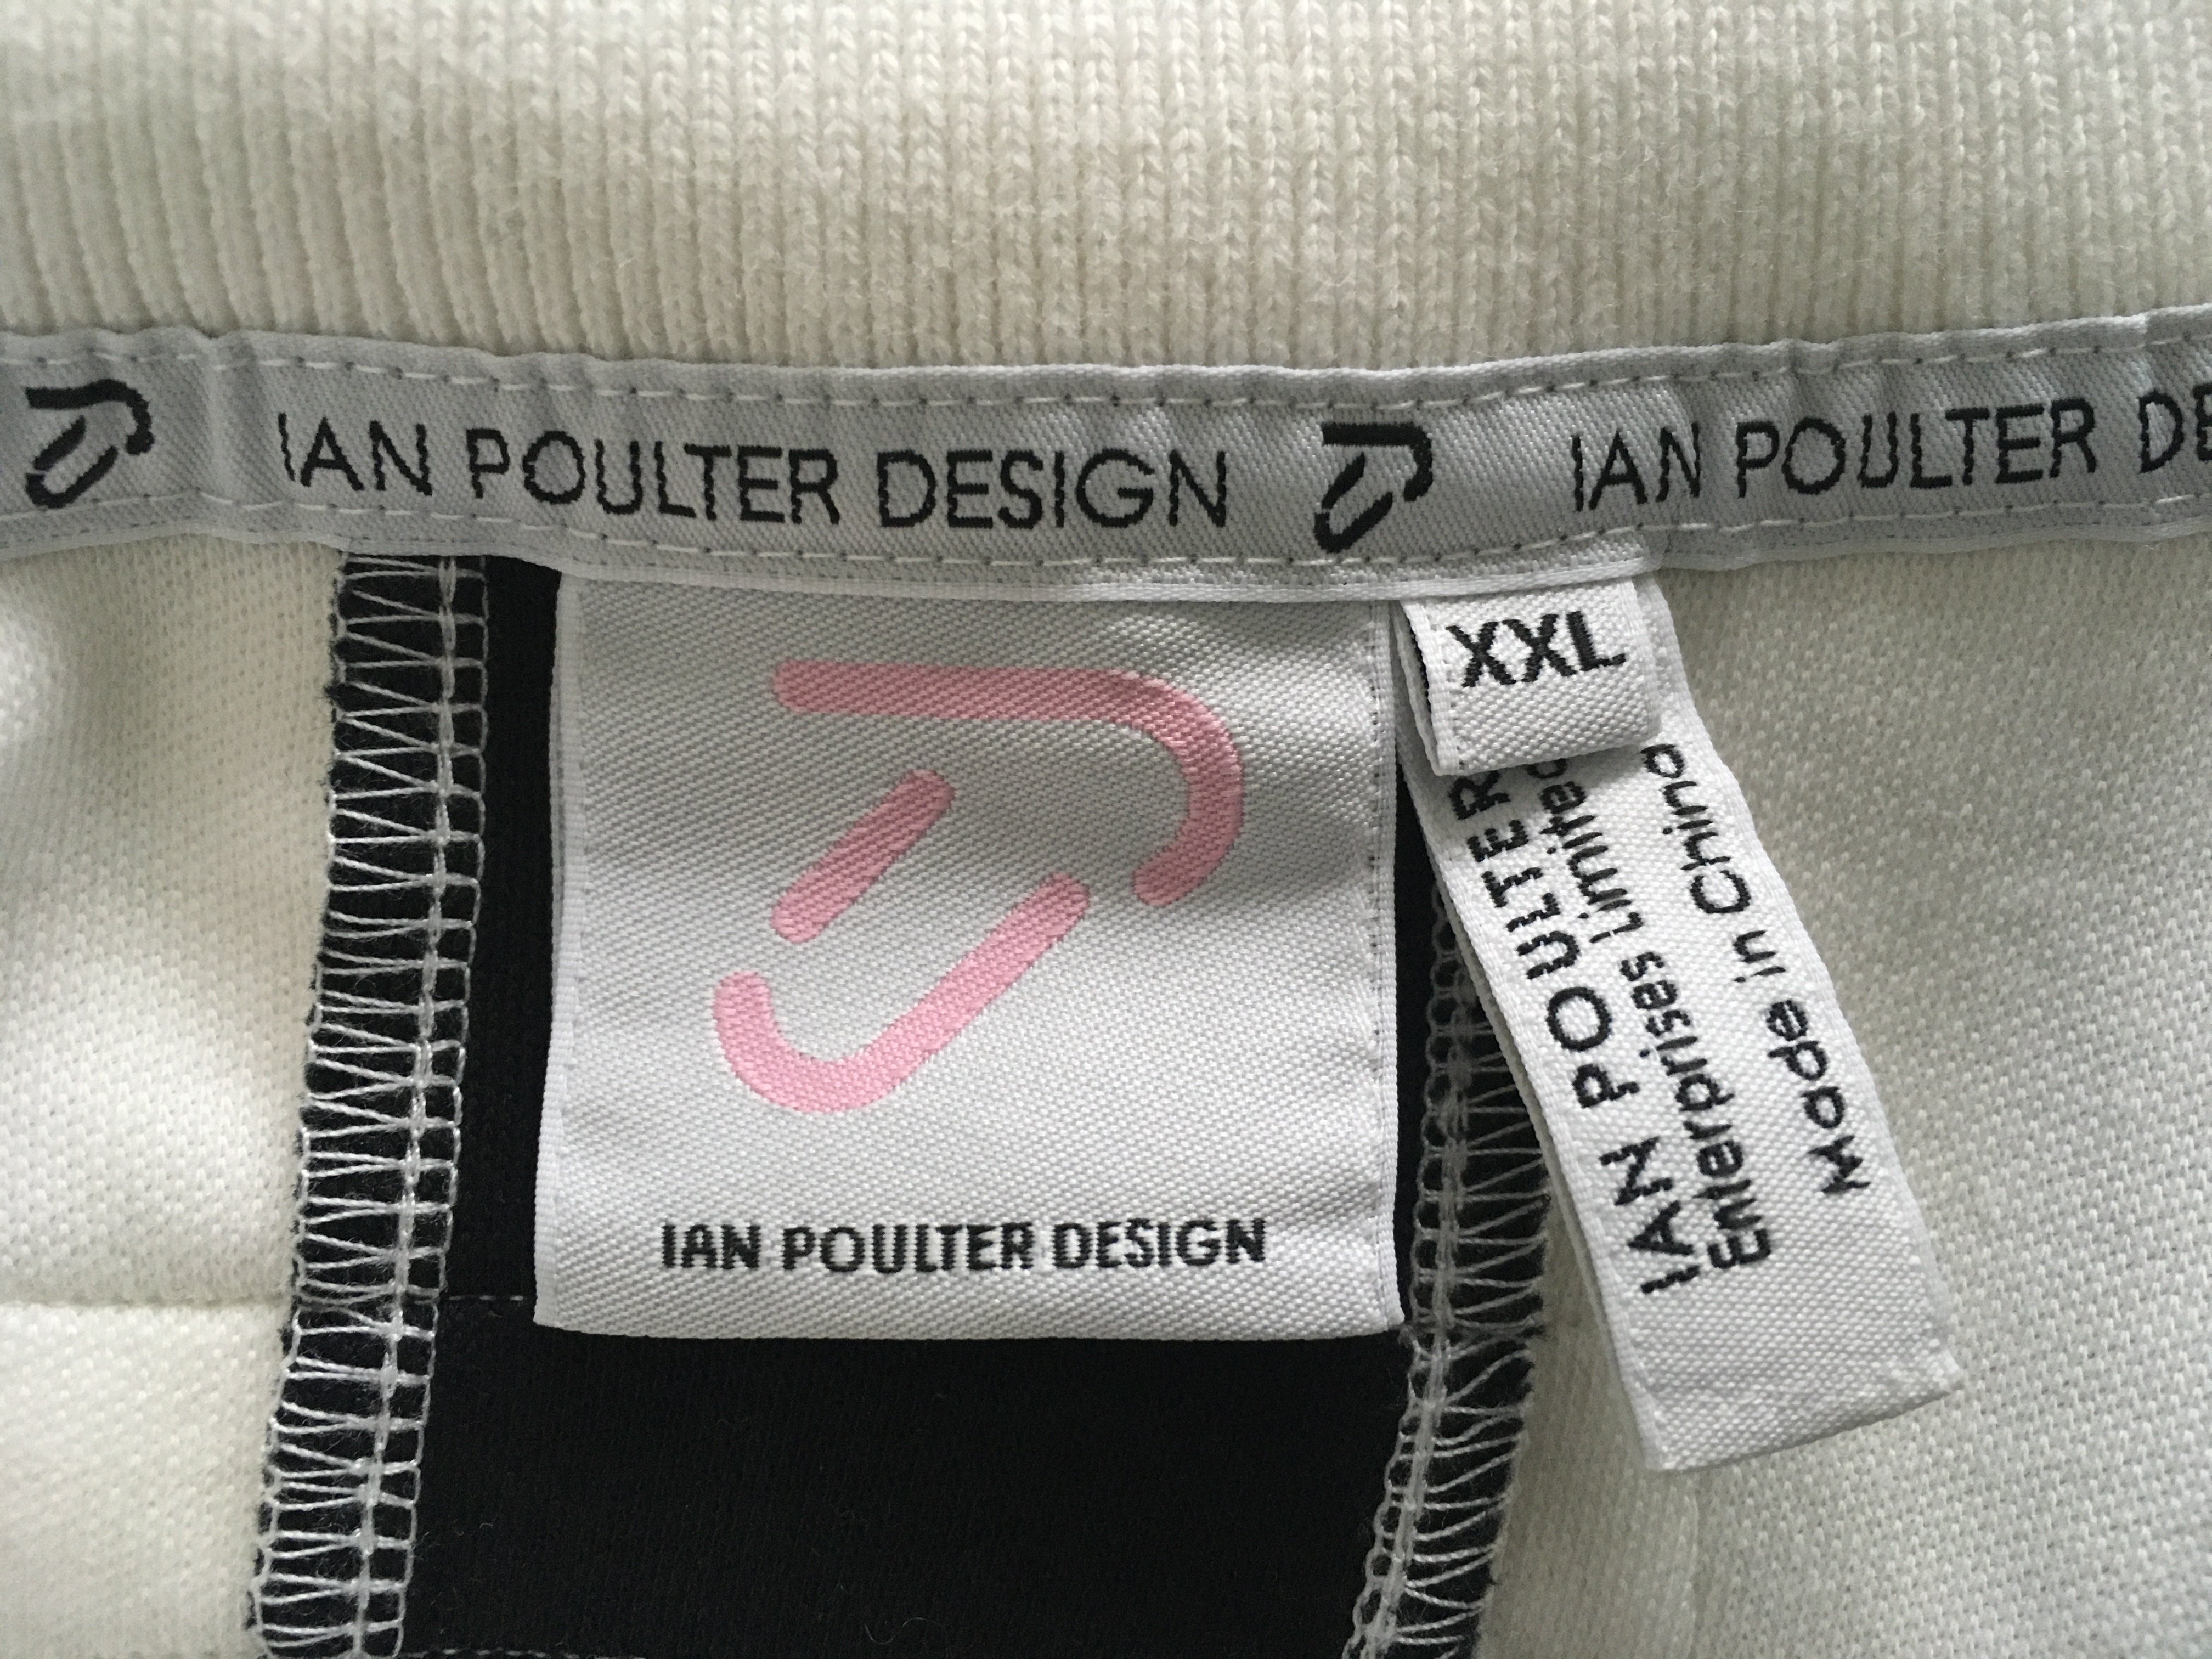 IAN POULTER DESIGN IAN POULTER DE
XXL
IAN POULTER DESIGN
IAN POULTER
Enterprises Limited
Made in China